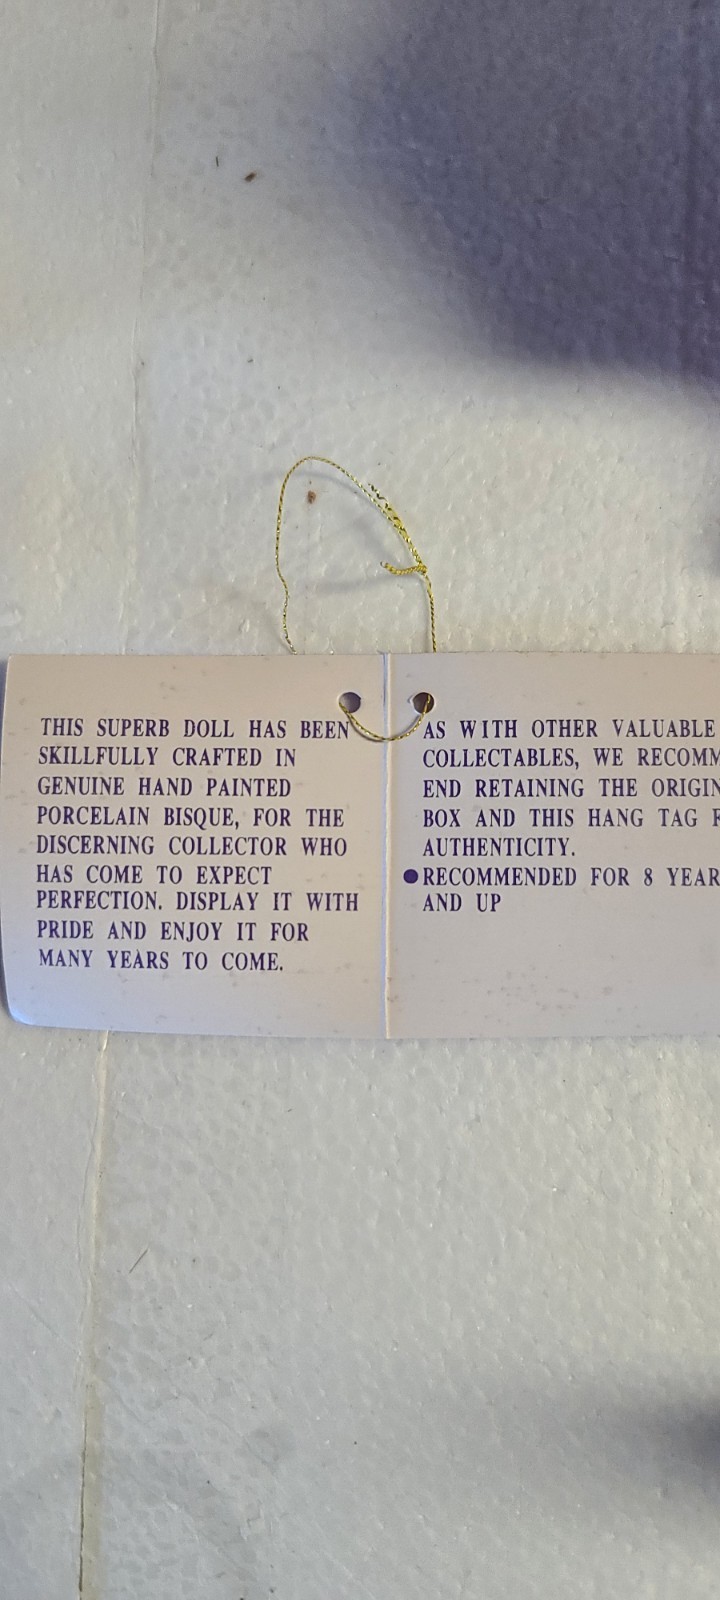 THIS SUPERB DOLL HAS BEEN
SKILLFULLY CRAFTED IN
GENUINE HAND PAINTED
PORCELAIN BISQUE, FOR THE
DISCERNING COLLECTOR WHO
HAS COME TO EXPECT
PERFECTION. DISPLAY IT WITH
PRIDE AND ENJOY IT FOR
MANY YEARS TO COME.
AS WITH OTHER VALUABLE
COLLECTABLES, WE RECOMM
END RETAINING THE ORIGIN
BOX AND THIS HANG TAG F
AUTHENTICITY.
●RECOMMENDED FOR 8 YEAR
AND UP